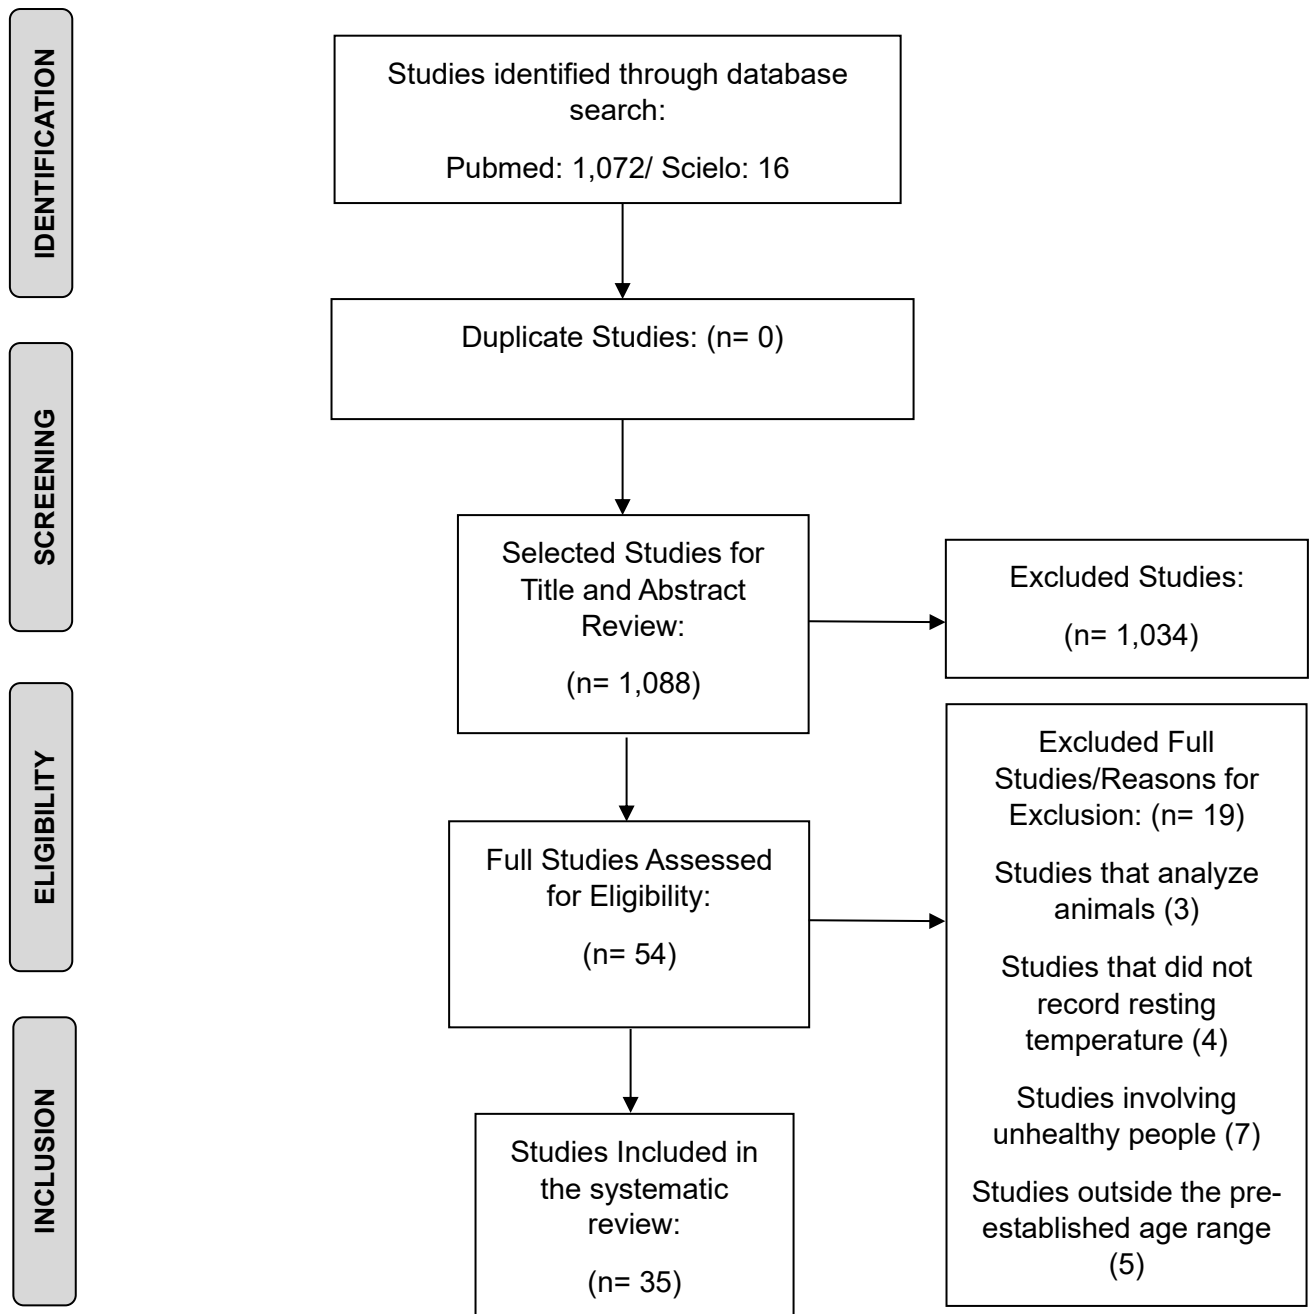 IDENTIFICATION
Studies identified through database
search:
Pubmed: 1,072/ Scielo: 16
SCREENING
Duplicate Studies: (n= 0)
Selected Studies for
Title and Abstract
Review:
(n= 1,088)
Excluded Studies:
(n= 1,034)
ELIGIBILITY
Full Studies Assessed
for Eligibility:
(n= 54)
Excluded Full
Studies/Reasons for
Exclusion: (n= 19)
Studies that analyze
animals (3)
Studies that did not
record resting
temperature (4)
Studies involving
unhealthy people (7)
Studies outside the pre-
established age range
(5)
INCLUSION
Studies Included in
the systematic
review:
(n= 35)